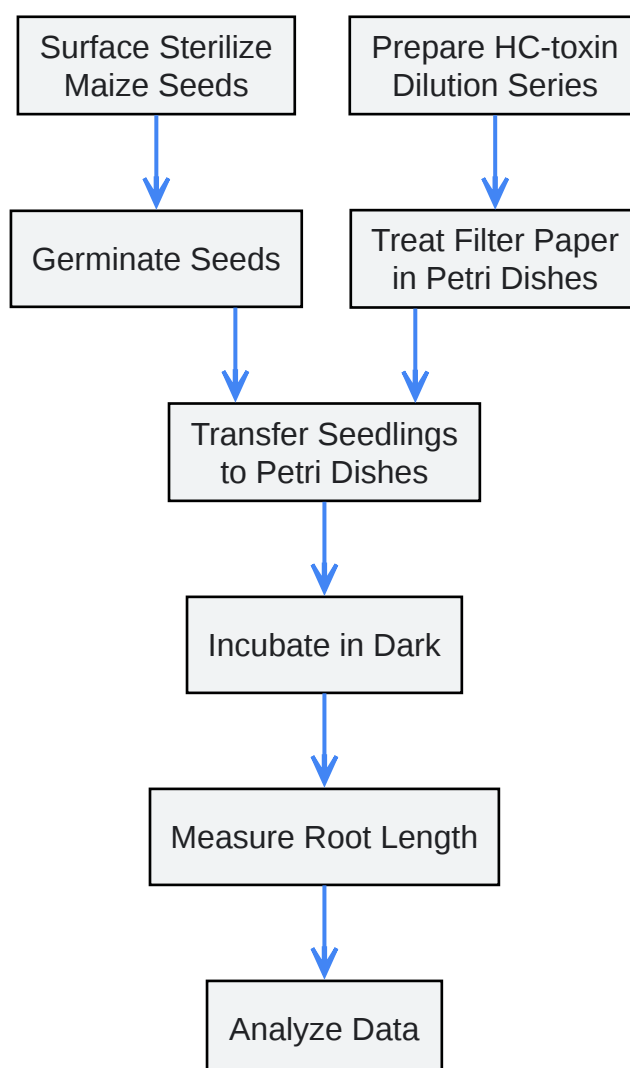 Surface Sterilize
Maize Seeds
Prepare HC-toxin
Dilution Series
Germinate Seeds
Treat Filter Paper
in Petri Dishes
Transfer Seedlings
to Petri Dishes
Incubate in Dark
Measure Root Length
Analyze Data